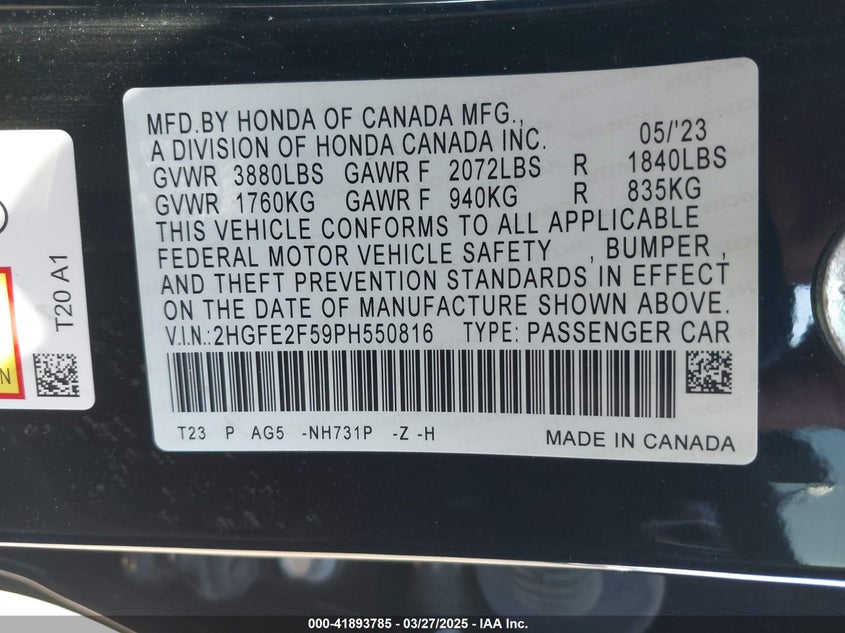 MFD.BY HONDA OF CANADA MFG.,
A DIVISION OF HONDA CANADA INC. 05/'23
GVWR 3880LBS GAWR F 2072LBS R 1840LBS
GVWR 1760KG GAWR F 940KG R 835KG
THIS VEHICLE CONFORMS TO ALL APPLICABLE
FEDERAL MOTOR VEHICLE SAFETY , BUMPER ,
AND THEFT PREVENTION STANDARDS IN EFFECT
ON THE DATE OF MANUFACTURE SHOWN ABOVE.
V.I.N.:2HGFE2F59PH550816 TYPE: PASSENGER CAR
T23 P AG5 -NH731P -Z -H
MADE IN CANADA
T20 A1
000-41893785 - 03/27/2025 - IAA Inc.